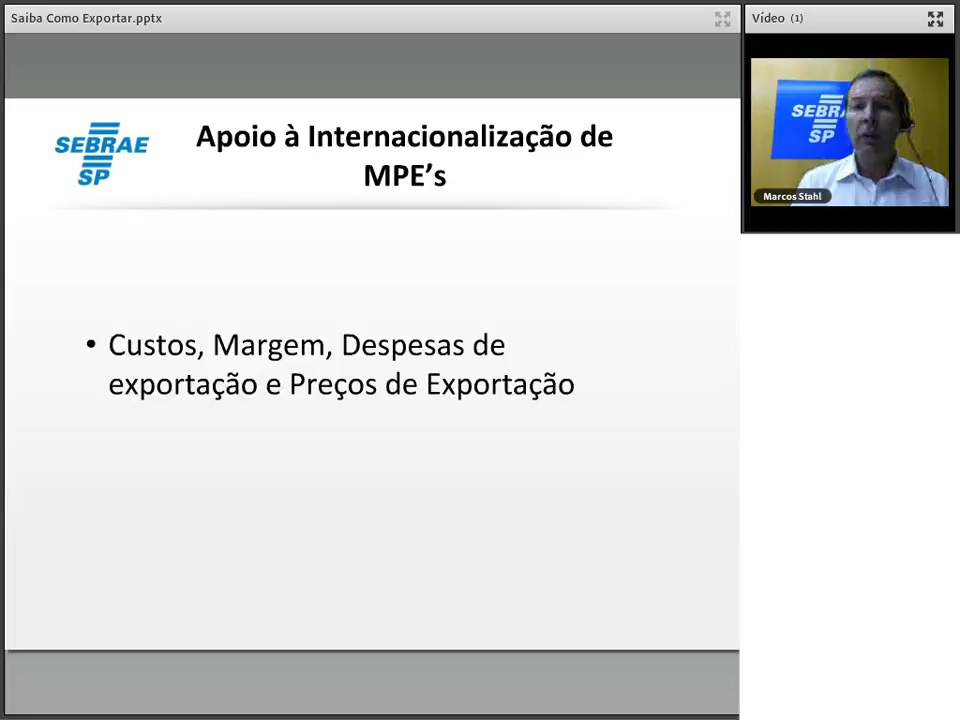 Saiba Como Exportar.pptx
Vídeo (1)
SEBRAE
SP
Apoio à Internacionalização de
MPE’s
• Custos, Margem, Despesas de
exportação e Preços de Exportação
SEBRA
SP
Marcos Stahl